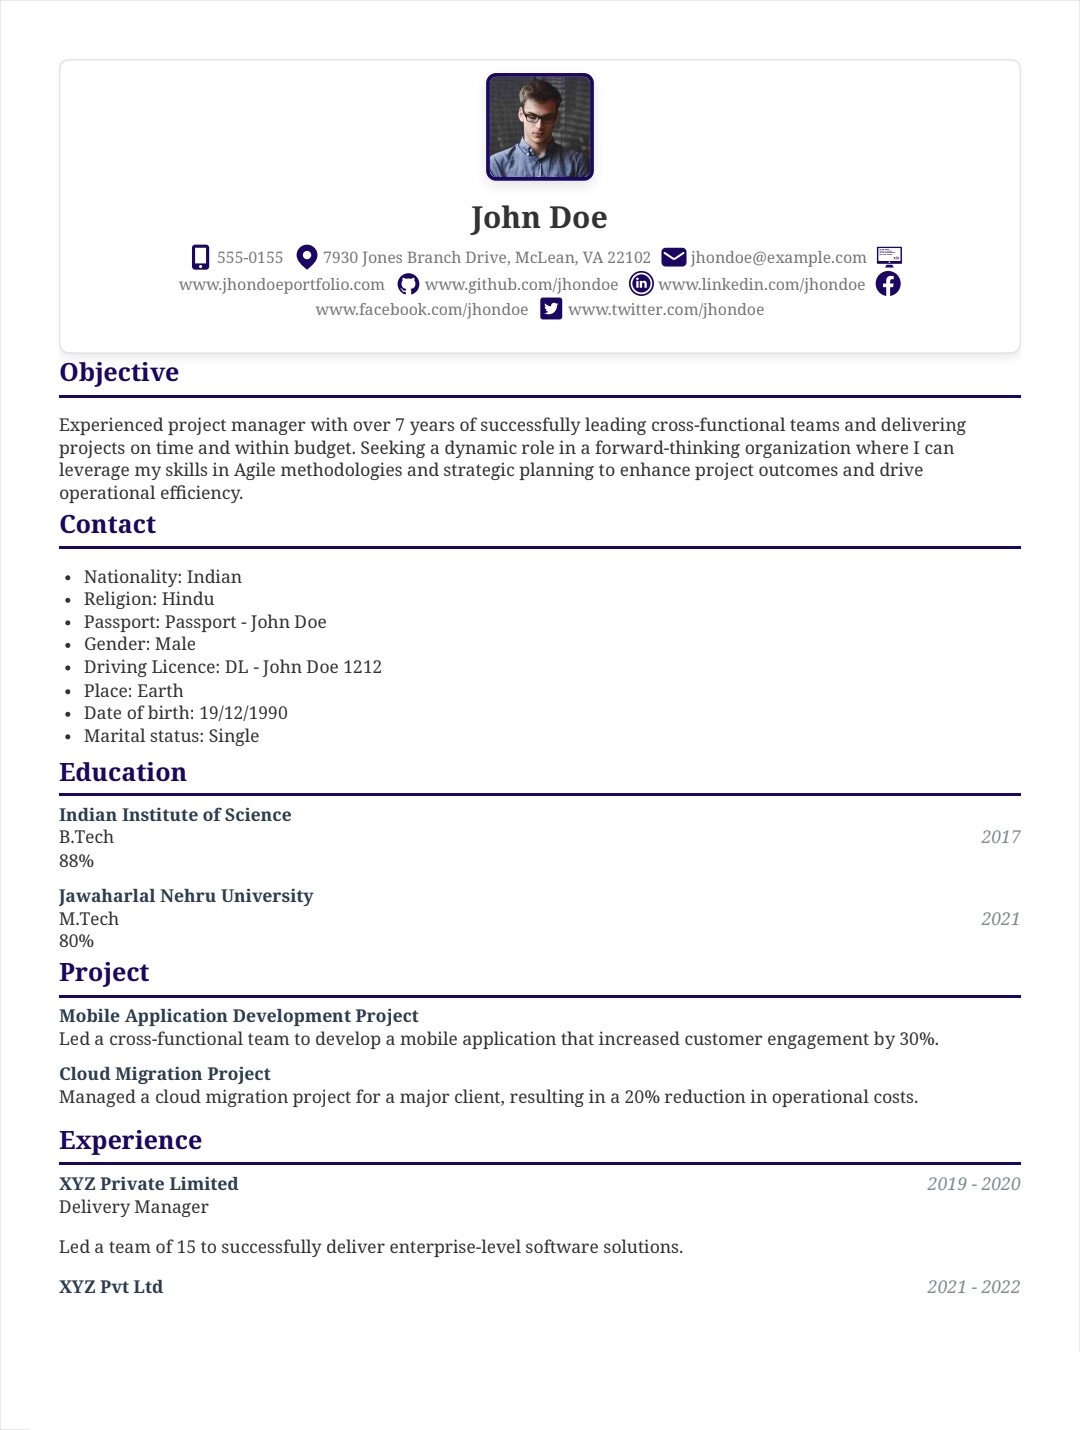 John Doe
555-0155 7930 Jones Branch Drive, McLean, VA 22102 jhondoe@example.com
www.jhondoeportfolio.com www.github.com/jhondoe www.linkedin.com/jhondoe
www.facebook.com/jhondoe www.twitter.com/jhondoe
Objective
Experienced project manager with over 7 years of successfully leading cross-functional teams and delivering
projects on time and within budget. Seeking a dynamic role in a forward-thinking organization where I can
leverage my skills in Agile methodologies and strategic planning to enhance project outcomes and drive
operational efficiency.
Contact
• Nationality: Indian
• Religion: Hindu
• Passport: Passport - John Doe
• Gender: Male
• Driving Licence: DL - John Doe 1212
• Place: Earth
• Date of birth: 19/12/1990
• Marital status: Single
Education
Indian Institute of Science
B.Tech 2017
88%
Jawaharlal Nehru University
M.Tech 2021
80%
Project
Mobile Application Development Project
Led a cross-functional team to develop a mobile application that increased customer engagement by 30%.
Cloud Migration Project
Managed a cloud migration project for a major client, resulting in a 20% reduction in operational costs.
Experience
XYZ Private Limited 2019 - 2020
Delivery Manager
Led a team of 15 to successfully deliver enterprise-level software solutions.
XYZ Pvt Ltd 2021 - 2022